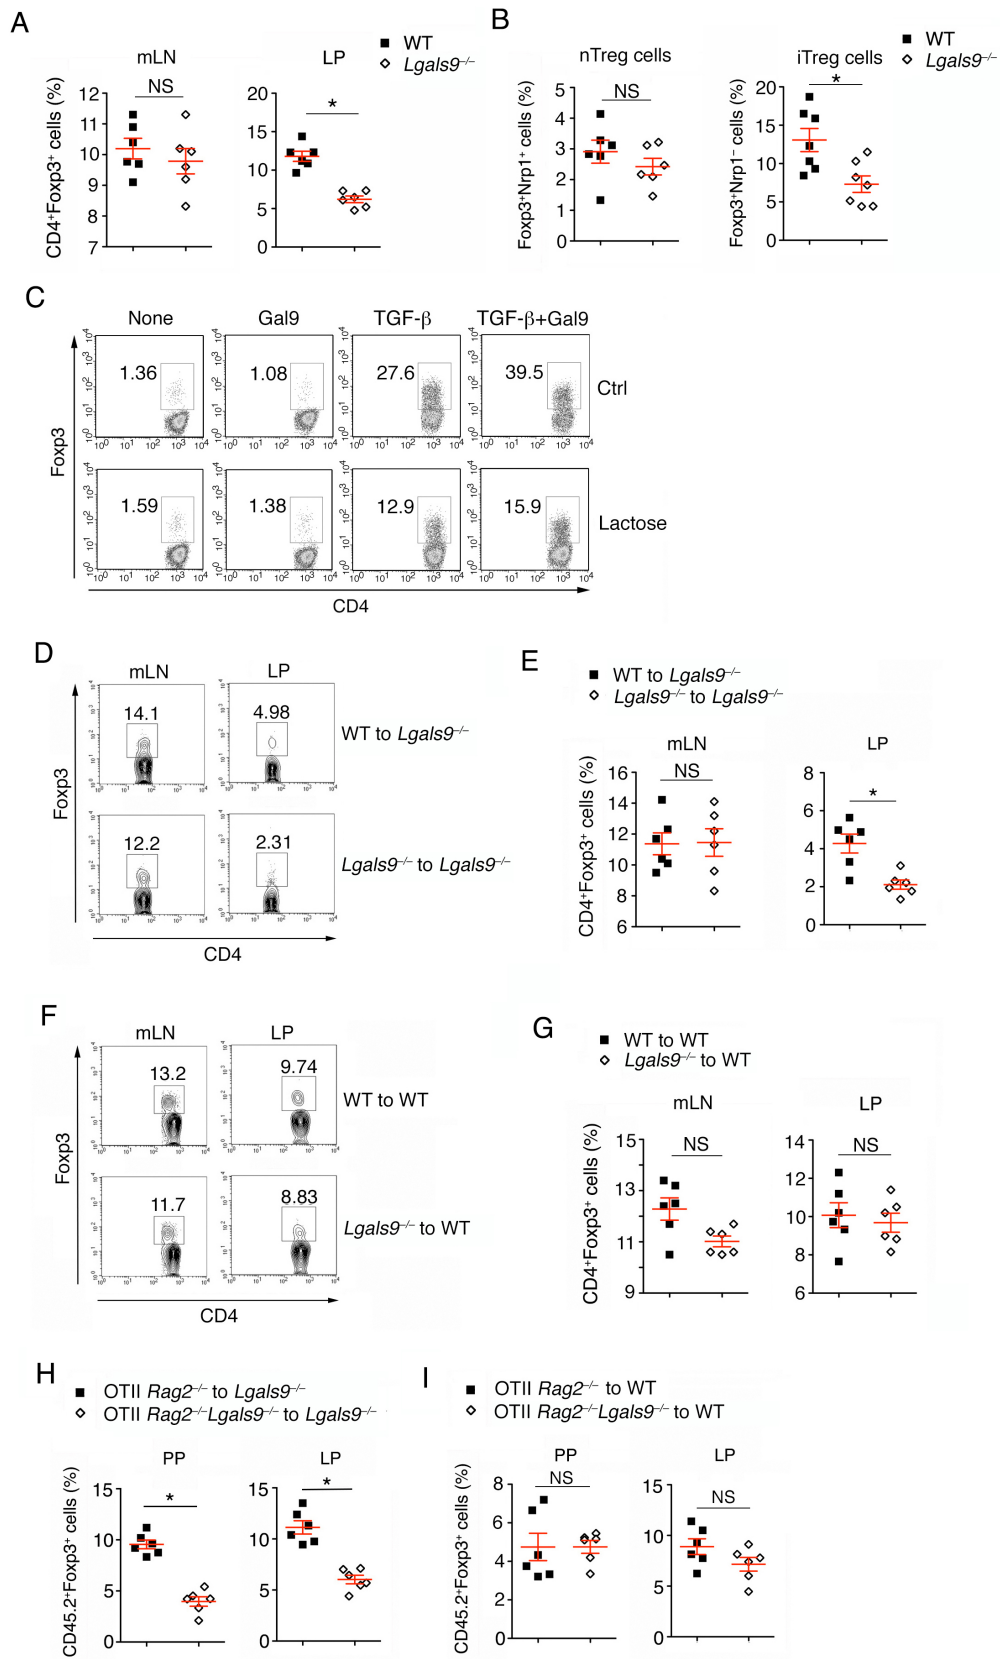 A
mLN
LP
WT
Lgals9–/–
NS
*
CD4+Foxp3+ cells (%)
12
11
10
9
8
7
20
15
10
5
0
B
nTreg cells
iTreg cells
WT
Lgals9–/–
NS
*
Foxp3+Nrp1+ cells (%)
5
4
3
2
1
0
Foxp3+Nrp1– cells (%)
20
15
10
5
0
C
None
Gal9
TGF-β
TGF-β+Gal9
1.36
1.08
27.6
39.5
Ctrl
1.59
1.38
12.9
15.9
Lactose
Foxp3
CD4
D
mLN
LP
14.1
4.98
WT to Lgals9–/–
12.2
2.31
Lgals9–/– to Lgals9–/–
Foxp3
CD4
E
WT to Lgals9–/–
Lgals9–/– to Lgals9–/–
mLN
LP
NS
*
CD4+Foxp3+ cells (%)
16
14
12
10
8
6
8
6
4
2
0
F
mLN
LP
13.2
9.74
WT to WT
11.7
8.83
Lgals9–/– to WT
Foxp3
CD4
G
WT to WT
Lgals9–/– to WT
mLN
LP
NS
NS
CD4+Foxp3+ cells (%)
15
13
11
9
14
12
10
8
6
H
OTII Rag2–/– to Lgals9–/–
OTII Rag2–/–Lgals9–/– to Lgals9–/–
PP
LP
*
*
CD45.2+Foxp3+ cells (%)
15
10
5
0
15
10
5
0
I
OTII Rag2–/– to WT
OTII Rag2–/–Lgals9–/– to WT
PP
LP
NS
NS
CD45.2+Foxp3+ cells (%)
8
6
4
2
0
15
10
5
0